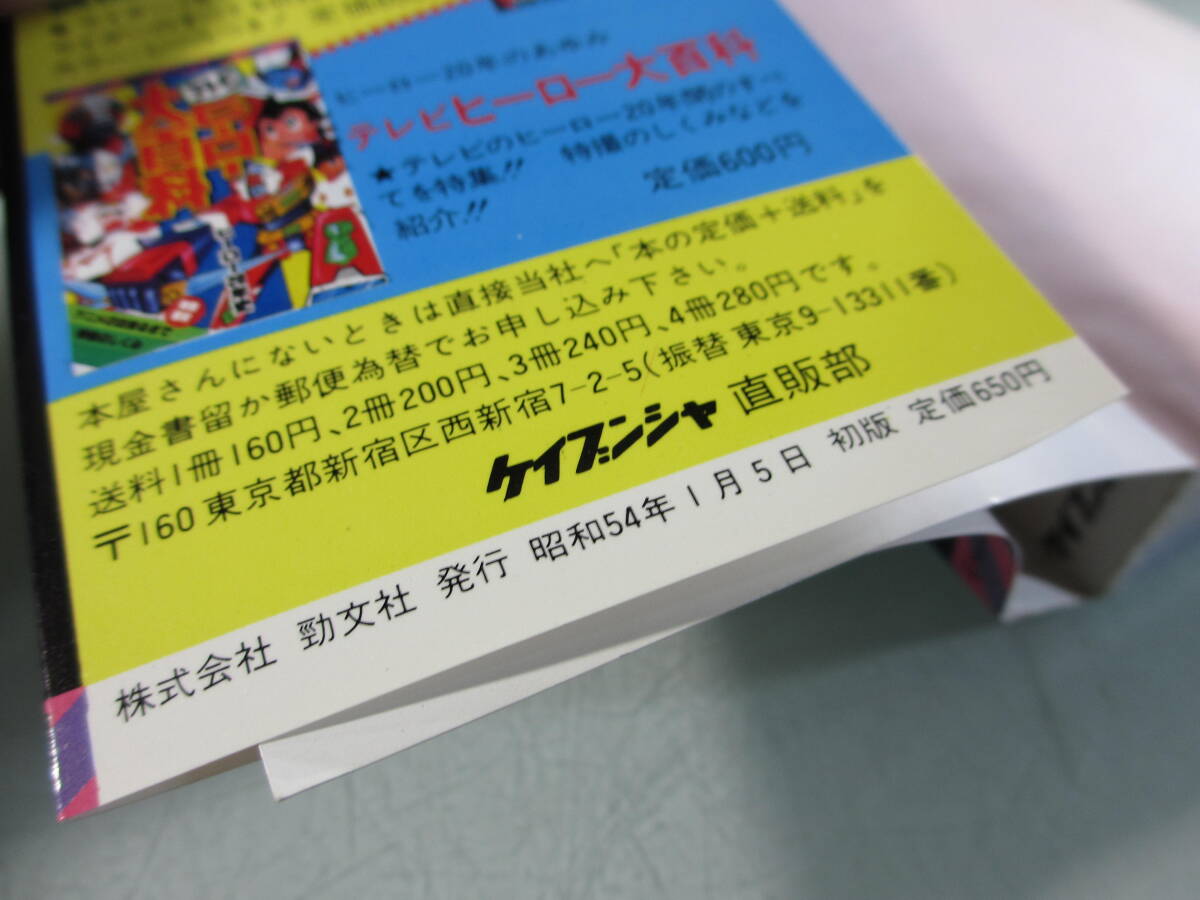 ヒーロー20年のあゆみ
テレビヒーロー大百科
★テレビのヒーロー20年間のすべ
てを特集!! 特撮のしくみなどを
紹介!! 定価600円
本屋さんにないときは直接当社へ「本の定価+送料」を
現金書留か郵便為替でお申し込み下さい。
送料1冊160円、2冊200円、3冊240円、4冊280円です。
〒160 東京都新宿区西新宿7-2-5(振替 東京9-13311番)
ケイブンシャ 直販部
株式会社 勁文社 発行 昭和54年1月5日 初版 定価650円